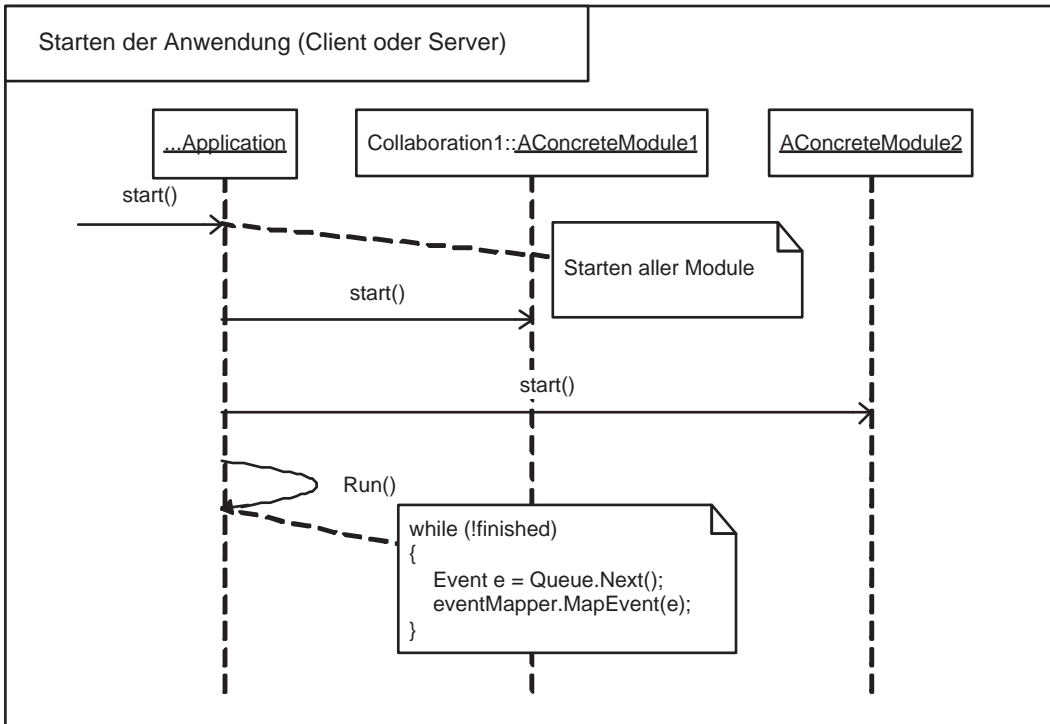 Starten der Anwendung (Client oder Server)
...Application
Collaboration1::AConcreteModule1
AConcreteModule2
start()
Starten aller Module
start()
start()
Run()
while (!finished)
{
Event e = Queue.Next();
eventMapper.MapEvent(e);
}